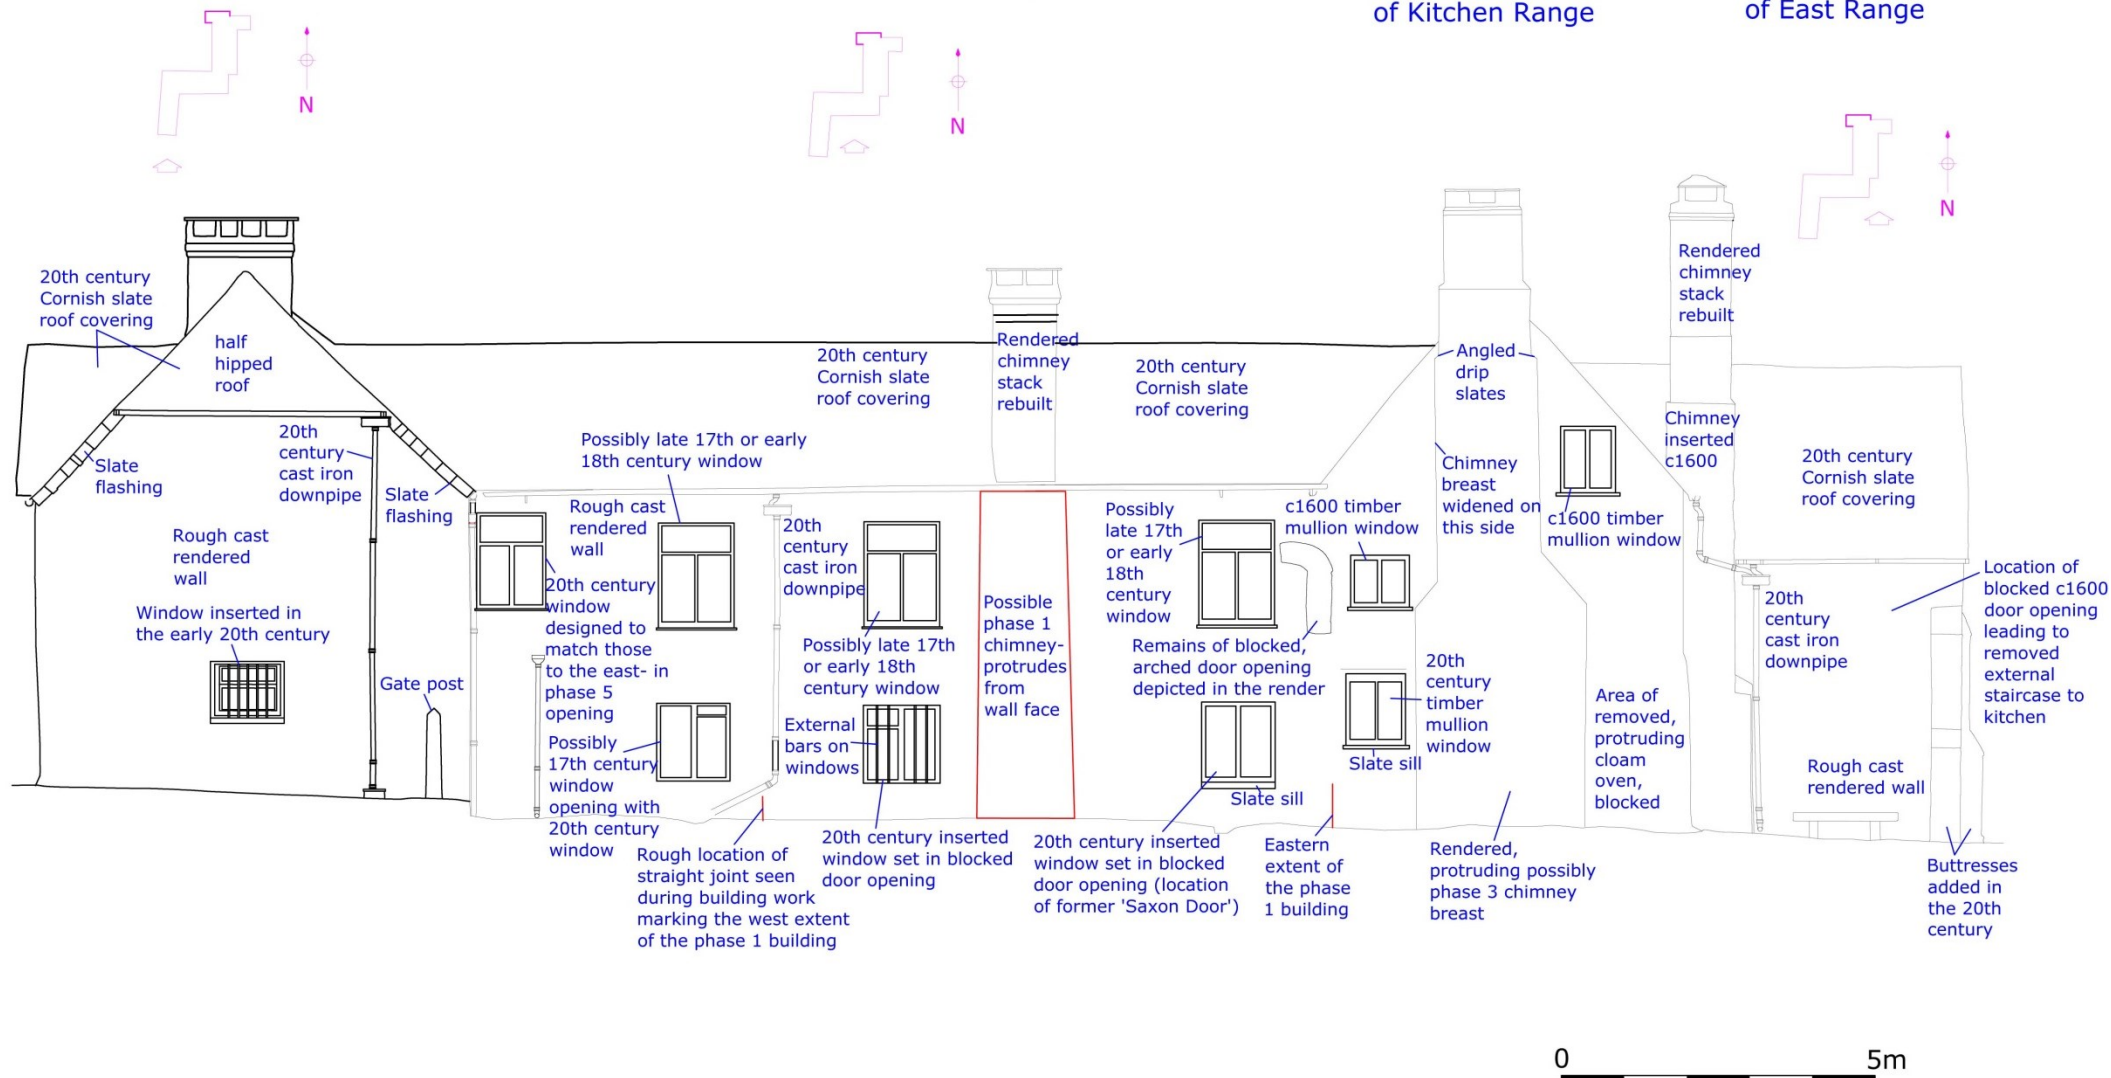 of Kitchen Range
of East Range
N
N
N
20th century
Cornish slate
roof covering
half
hipped
roof
Slate
flashing
20th
century
cast iron
downpipe
Slate
flashing
Rough cast
rendered
wall
Window inserted in
the early 20th century
Gate post
Possibly late 17th or early
18th century window
Rough cast
rendered
wall
20th century
window
designed to
match those
to the east- in
phase 5
opening
Possibly
17th century
window
opening with
20th century
window
Rough location of
straight joint seen
during building work
marking the west extent
of the phase 1 building
20th
century
cast iron
downpipe
20th century
Cornish slate
roof covering
Possibly late 17th
or early 18th
century window
External
bars on
windows
20th century inserted
window set in blocked
door opening
Rendered
chimney
stack
rebuilt
Possible
phase 1
chimney-
protrudes
from
wall face
20th century
Cornish slate
roof covering
Possibly
late 17th
or early
18th
century
window
Remains of blocked,
arched door opening
depicted in the render
Slate sill
20th century inserted
window set in blocked
door opening (location
of former 'Saxon Door')
c1600 timber
mullion window
20th
century
timber
mullion
window
Slate sill
Eastern
extent of
the phase
1 building
Angled
drip
slates
Chimney
breast
widened on
this side
Rendered,
protruding possibly
phase 3 chimney
breast
c1600 timber
mullion window
Area of
removed,
protruding
cloam
oven,
blocked
Rendered
chimney
stack
rebuilt
Chimney
inserted
c1600
20th century
Cornish slate
roof covering
20th
century
cast iron
downpipe
Location of
blocked c1600
door opening
leading to
removed
external
staircase to
kitchen
Rough cast
rendered wall
Buttresses
added in
the 20th
century
0 5m